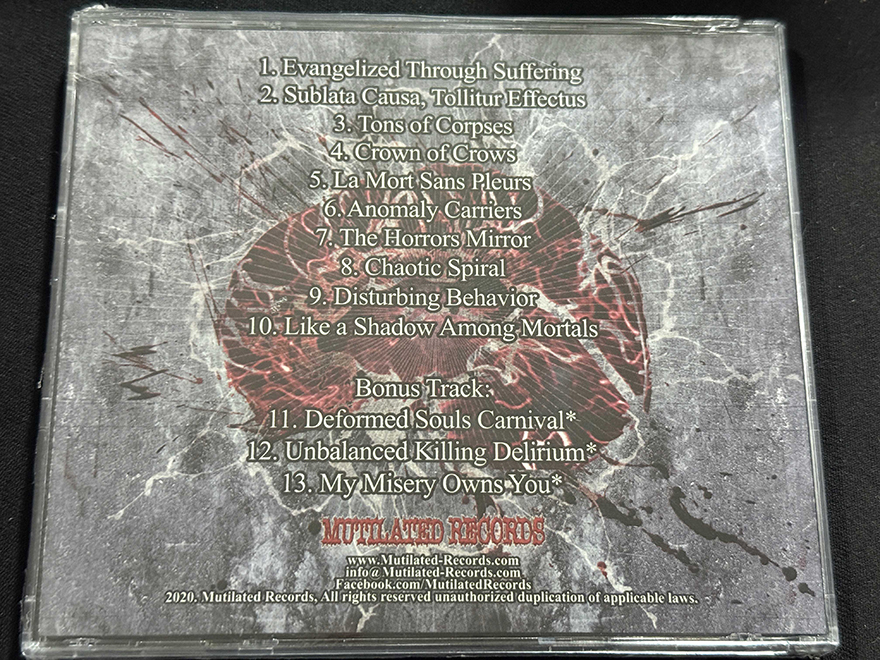 1. Evangelized Through Suffering
2. Sublata Causa, Tollitur Effectus
3. Tons of Corpses
4. Crown of Crows
5. La Mort Sans Pleurs
6. Anomaly Carriers
7. The Horrors Mirror
8. Chaotic Spiral
9. Disturbing Behavior
10. Like a Shadow Among Mortals
Bonus Track:
11. Deformed Souls Carnival*
12. Unbalanced Killing Delirium*
13. My Misery Owns You*
MUTILATED RECORDS
www.Mutilated-Records.com
info@Mutilated-Records.com
Facebook.com/MutilatedRecords
2020. Mutilated Records, All rights reserved unauthorized duplication of applicable laws.